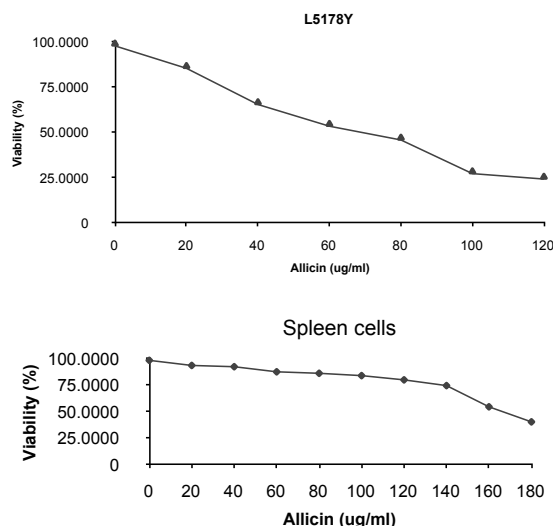 L5178Y
100.0000
75.0000
50.0000
25.0000
0
Viability (%)
0 20 40 60 80 100 120
Allicin (ug/ml)
Spleen cells
100.0000
75.0000
50.0000
25.0000
0
Viability (%)
0 20 40 60 80 100 120 140 160 180
Allicin (ug/ml)